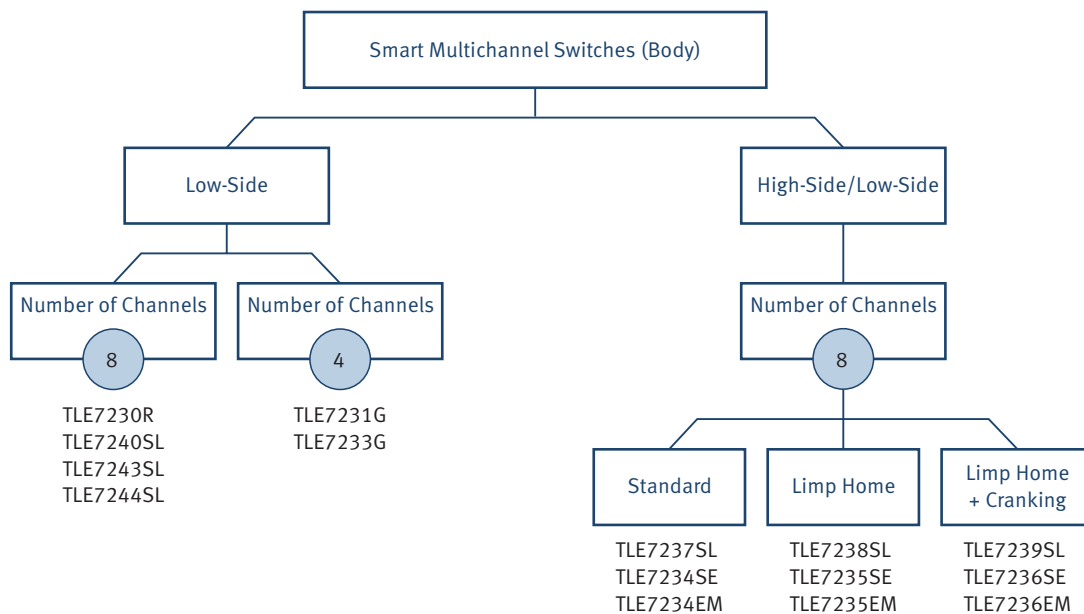 Smart Multichannel Switches (Body)
Low-Side
High-Side/Low-Side
Number of Channels
8
TLE7230R
TLE7240SL
TLE7243SL
TLE7244SL
Number of Channels
4
TLE7231G
TLE7233G
Number of Channels
8
Standard
TLE7237SL
TLE7234SE
TLE7234EM
Limp Home
TLE7238SL
TLE7235SE
TLE7235EM
Limp Home
+ Cranking
TLE7239SL
TLE7236SE
TLE7236EM